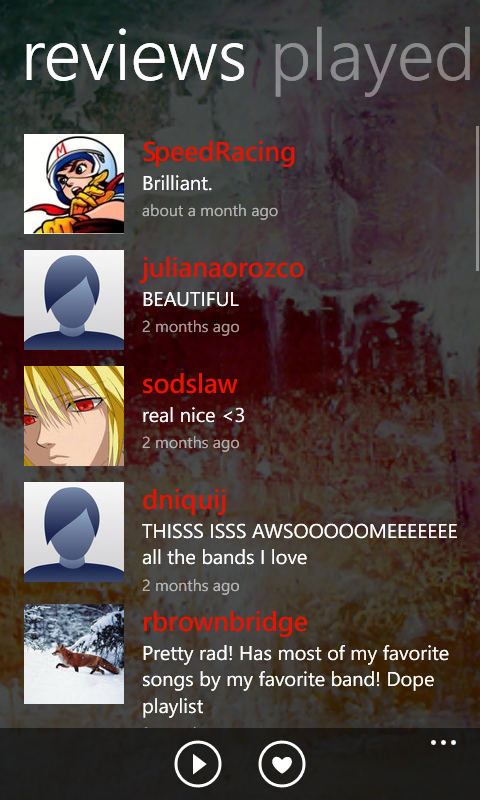 reviews played
SpeedRacing
Brilliant.
about a month ago
julianaorozco
BEAUTIFUL
2 months ago
sodslaw
real nice <3
2 months ago
dniquij
THISSS ISSS AWSOOOOOMEEEEEEE
all the bands I love
2 months ago
rbrownbridge
Pretty rad! Has most of my favorite
songs by my favorite band! Dope
playlist